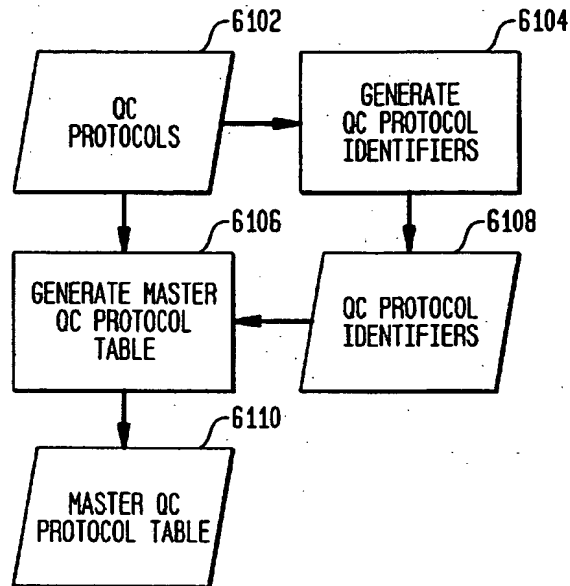 6102
6104
QC
PROTOCOLS
GENERATE
QC PROTOCOL
IDENTIFIERS
6106
6108
GENERATE MASTER
QC PROTOCOL
TABLE
QC PROTOCOL
IDENTIFIERS
6110
MASTER QC
PROTOCOL TABLE